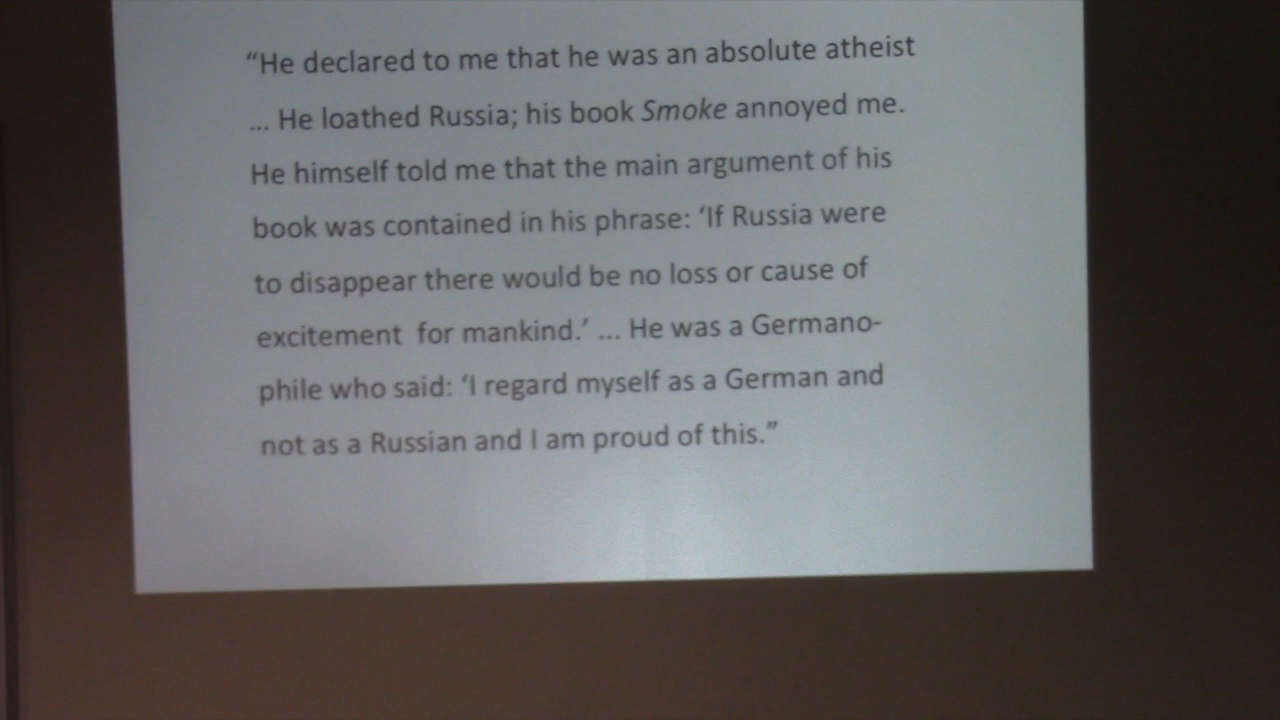 “He declared to me that he was an absolute atheist
... He loathed Russia; his book Smoke annoyed me.
He himself told me that the main argument of his
book was contained in his phrase: ‘If Russia were
to disappear there would be no loss or cause of
excitement for mankind.’ ... He was a Germano-
phile who said: ‘I regard myself as a German and
not as a Russian and I am proud of this.”